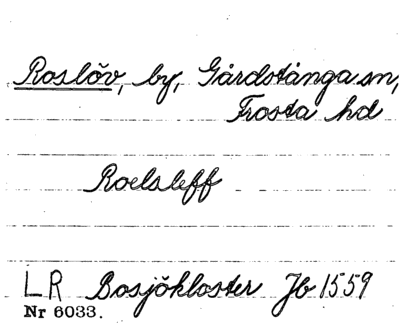 Roslöv, by, Gårdstånga sn,
Frosta hd
Roelsleff
LR Bosjökloster Jb 1559
Nr 6033.